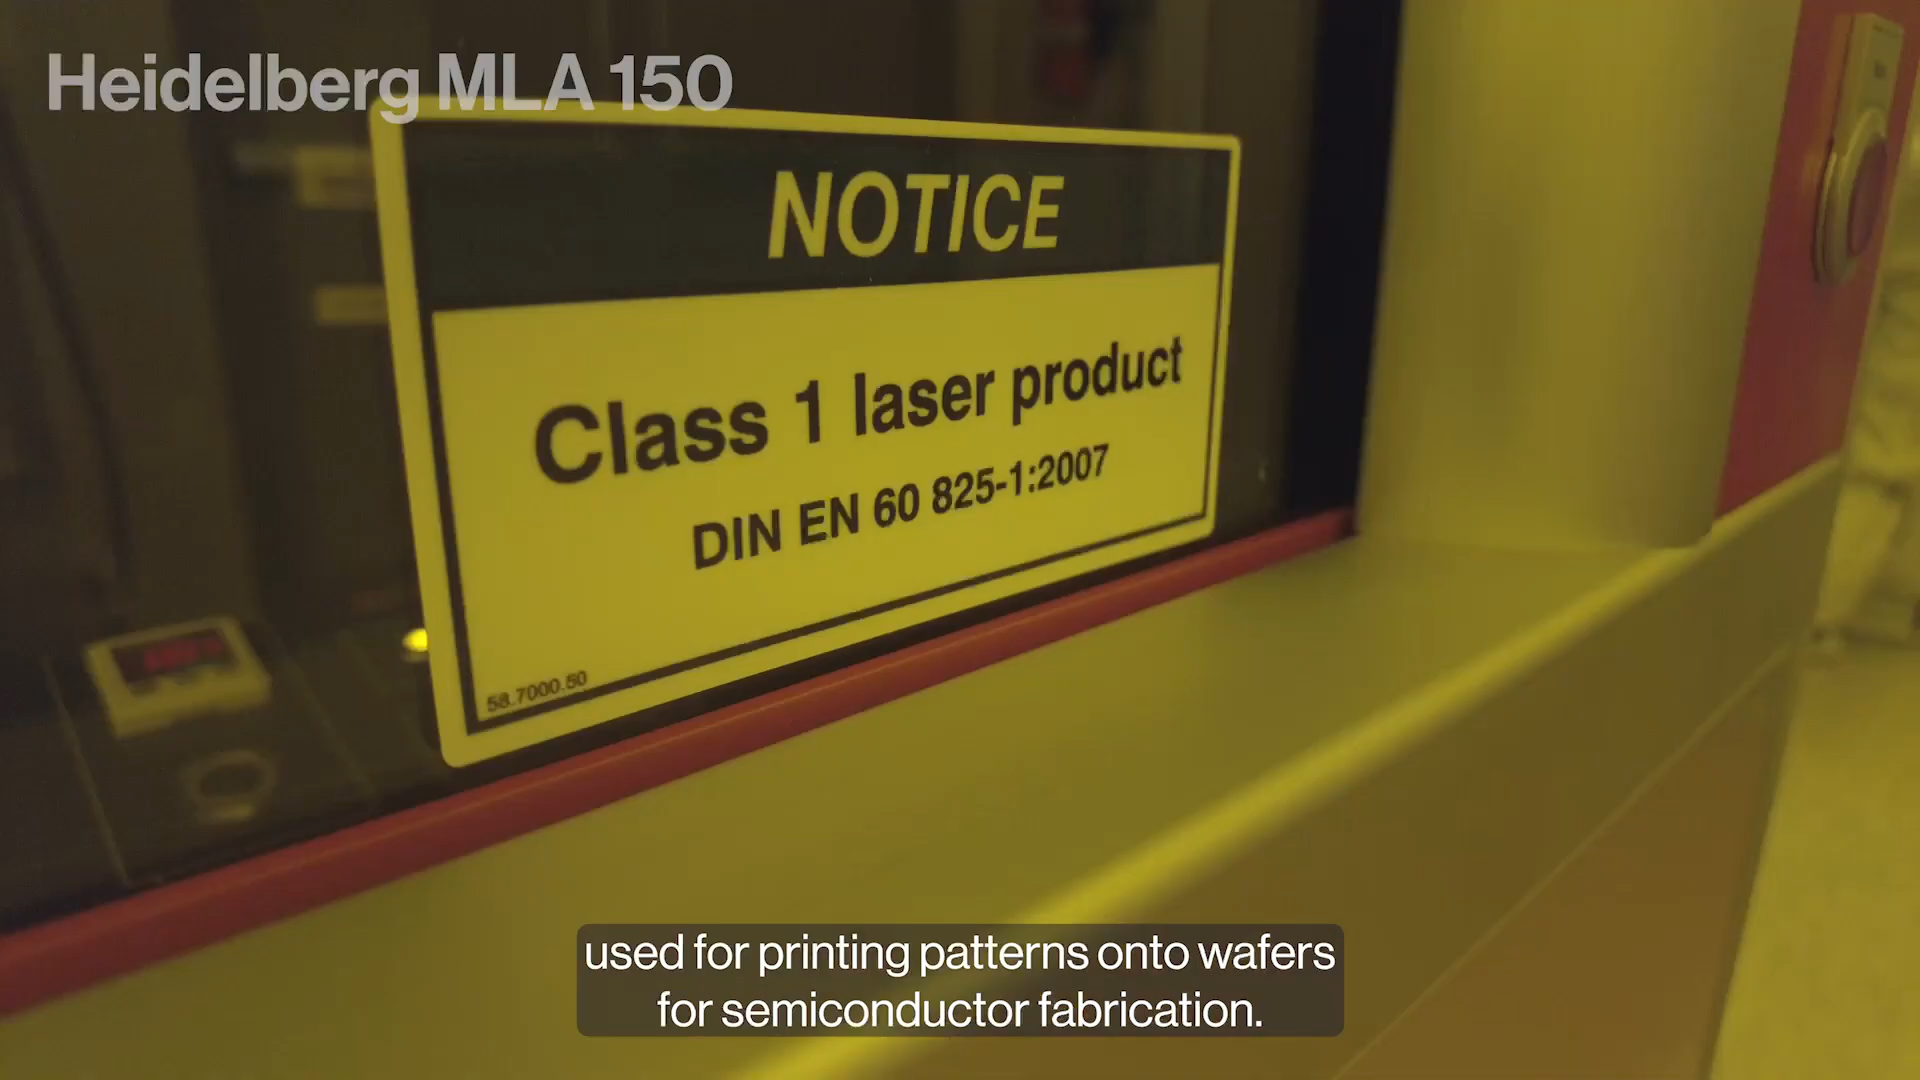 Heidelberg MLA 150
NOTICE
Class 1 laser product
DIN EN 60 825-1:2007
58.7000.50
used for printing patterns onto wafers
for semiconductor fabrication.